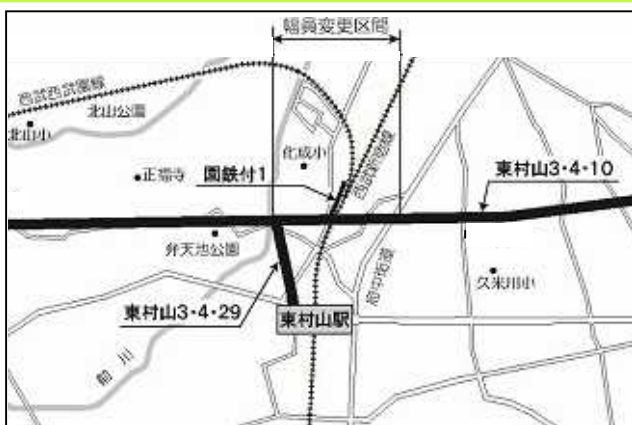 幅員変更区間
西武西武園線
北山公園
北山小
化成小
西武新宿線
正福寺
園鉄付1
東村山3・4・10
弁天池公園
府中街道
久米川小
東村山3・4・29
東村山駅
前川